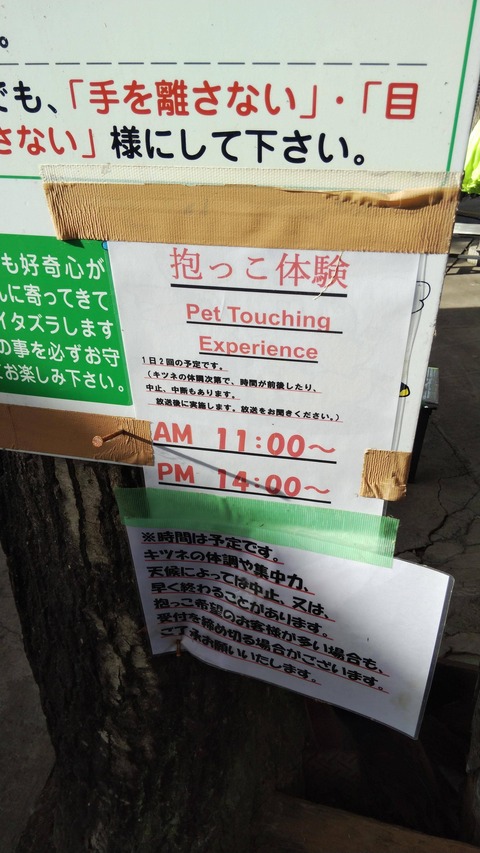 。
でも、「手を離さない」・「目
さない」様にして下さい。
も好奇心が
んに寄ってきて
イタズラします
の事を必ずお守
お楽しみ下さい。
抱っこ体験
Pet Touching
Experience
1日2回の予定です。
（キツネの体調次第で、時間が前後したり、
中止、中断もあります。
放送後に実施します。放送をお聞きください。）
AM 11:00～
PM 14:00～
※時間は予定です。
キツネの体調や集中力、
天候によっては中止、又は、
早く終わることがあります。
抱っこ希望のお客様が多い場合も、
受付を締め切る場合がございます。
ご了承お願いいたします。